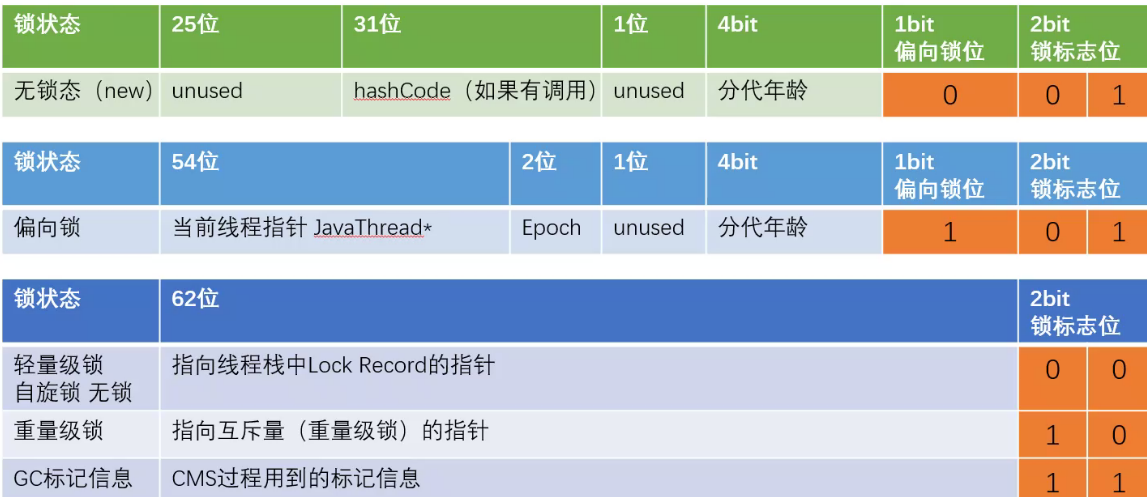 锁状态 25位 31位 1位 4bit 1bit 2bit
偏向锁位 锁标志位
无锁态（new） unused hashCode（如果有调用） unused 分代年龄 0 0 1
锁状态 54位 2位 1位 4bit 1bit 2bit
偏向锁位 锁标志位
偏向锁 当前线程指针 JavaThread* Epoch unused 分代年龄 1 0 1
锁状态 62位 2bit
锁标志位
轻量级锁 指向线程栈中Lock Record的指针 0 0
自旋锁 无锁
重量级锁 指向互斥量（重量级锁）的指针 1 0
GC标记信息 CMS过程用到的标记信息 1 1